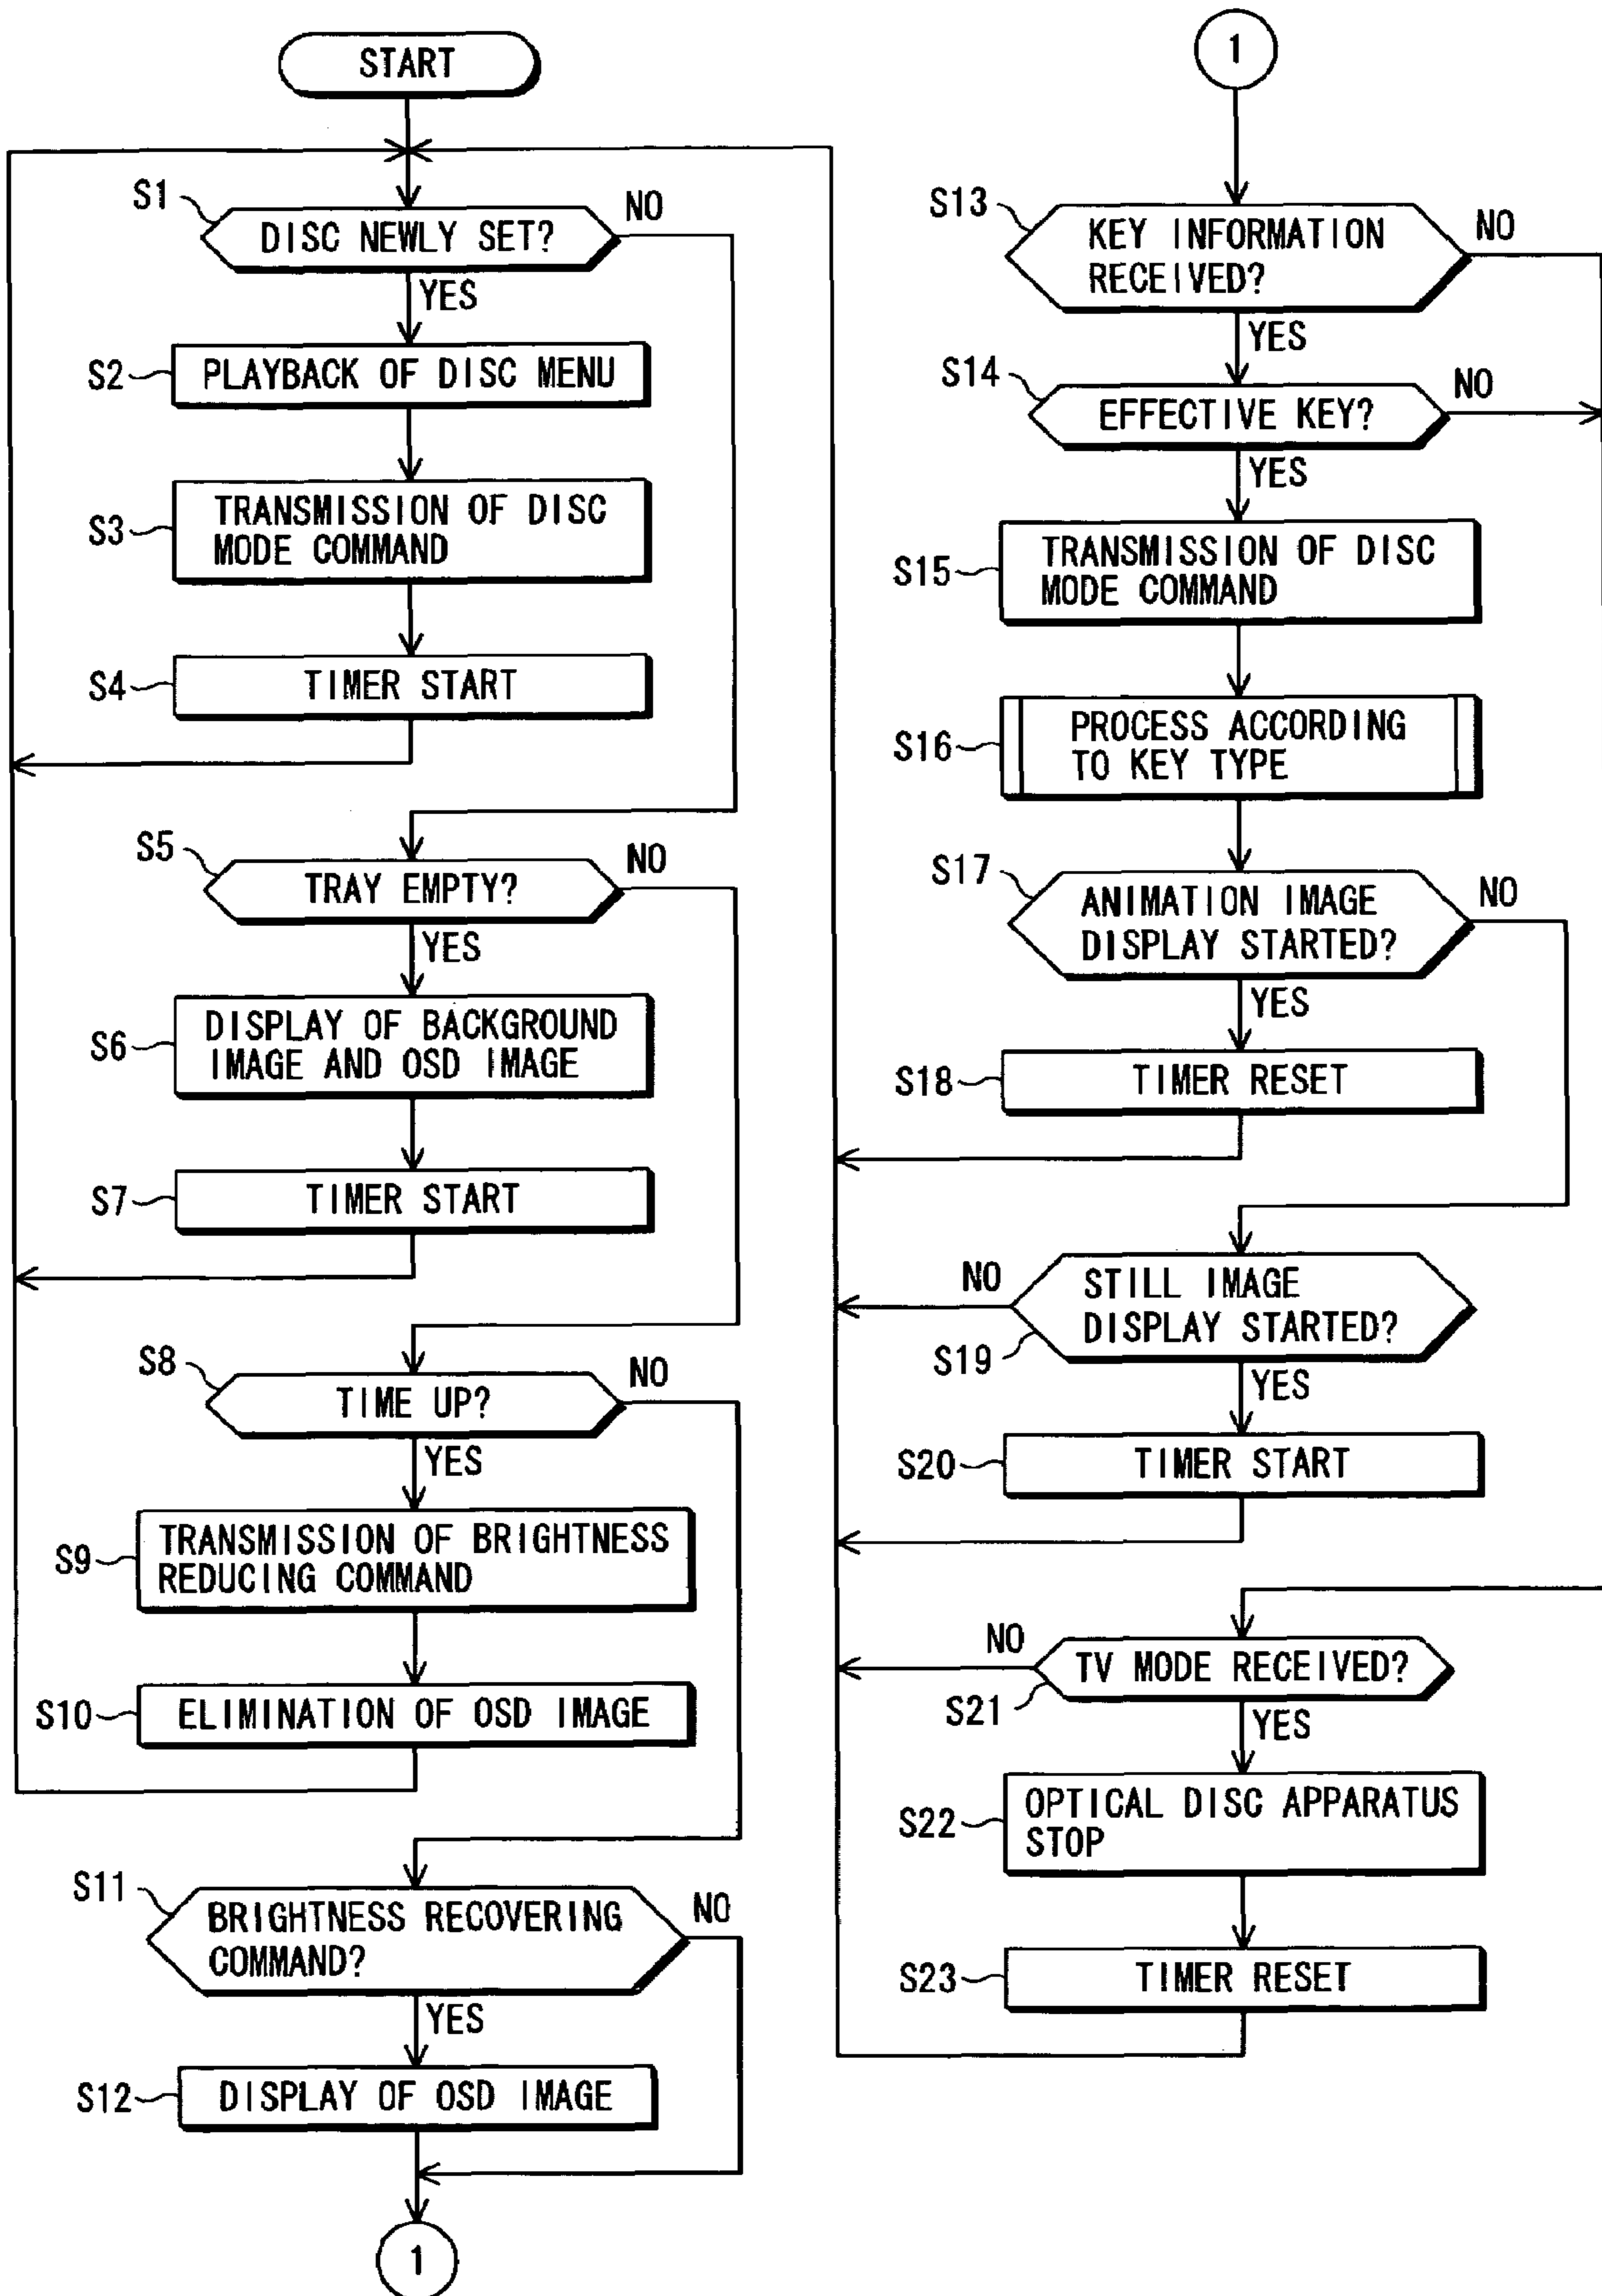 START
S1
DISC NEWLY SET?
NO
YES
S2
PLAYBACK OF DISC MENU
S3
TRANSMISSION OF DISC
MODE COMMAND
S4
TIMER START
S5
TRAY EMPTY?
NO
YES
S6
DISPLAY OF BACKGROUND
IMAGE AND OSD IMAGE
S7
TIMER START
S8
TIME UP?
NO
YES
S9
TRANSMISSION OF BRIGHTNESS
REDUCING COMMAND
S10
ELIMINATION OF OSD IMAGE
S11
BRIGHTNESS RECOVERING
COMMAND?
NO
YES
S12
DISPLAY OF OSD IMAGE
1
1
S13
KEY INFORMATION
RECEIVED?
NO
YES
S14
EFFECTIVE KEY?
NO
YES
S15
TRANSMISSION OF DISC
MODE COMMAND
S16
PROCESS ACCORDING
TO KEY TYPE
S17
ANIMATION IMAGE
DISPLAY STARTED?
NO
YES
S18
TIMER RESET
NO
STILL IMAGE
DISPLAY STARTED?
S19
YES
S20
TIMER START
NO
TV MODE RECEIVED?
S21
YES
S22
OPTICAL DISC APPARATUS
STOP
S23
TIMER RESET